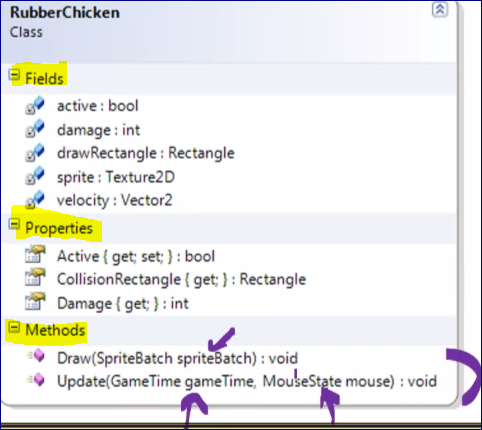 RubberChicken
Class
Fields
active : bool
damage : int
drawRectangle : Rectangle
sprite : Texture2D
velocity : Vector2
Properties
Active { get; set; } : bool
CollisionRectangle { get; } : Rectangle
Damage { get; } : int
Methods
Draw(SpriteBatch spriteBatch) : void
Update(GameTime gameTime, MouseState mouse) : void